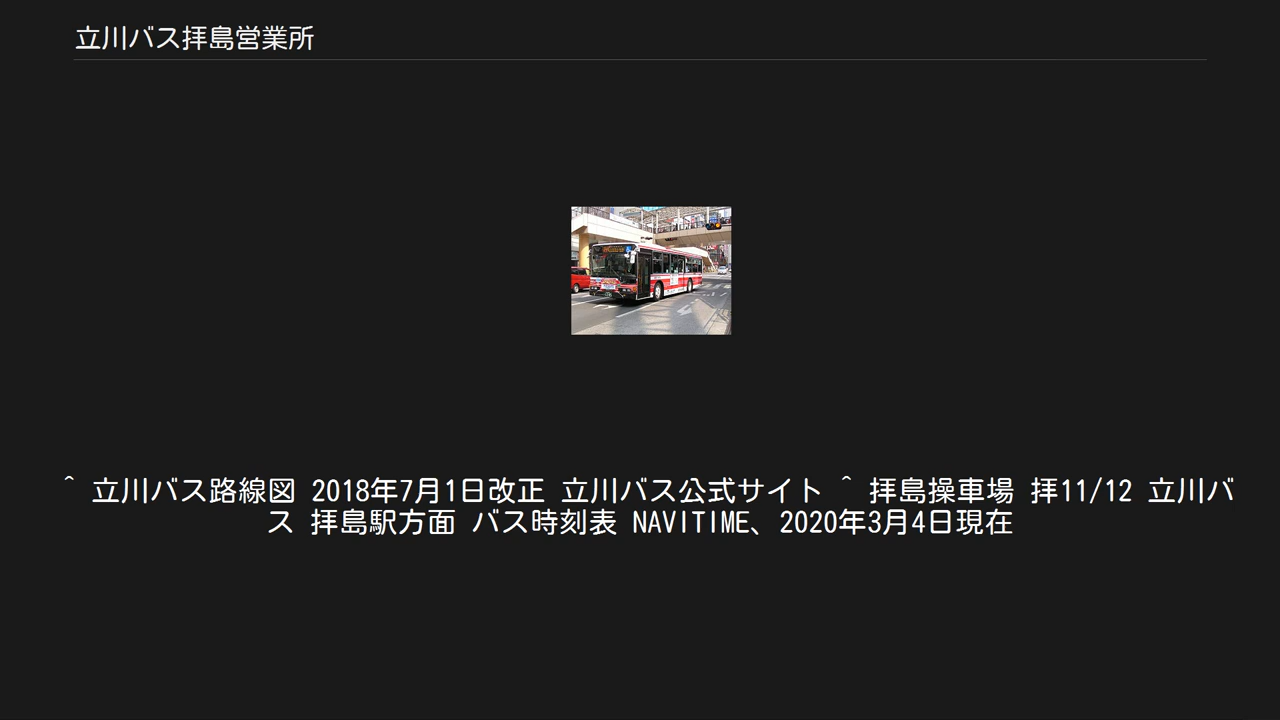 立川バス拝島営業所
^ 立川バス路線図 2018年7月1日改正 立川バス公式サイト ^ 拝島操車場 拝11/12 立川バ
ス 拝島駅方面 バス時刻表 NAVITIME、2020年3月4日現在